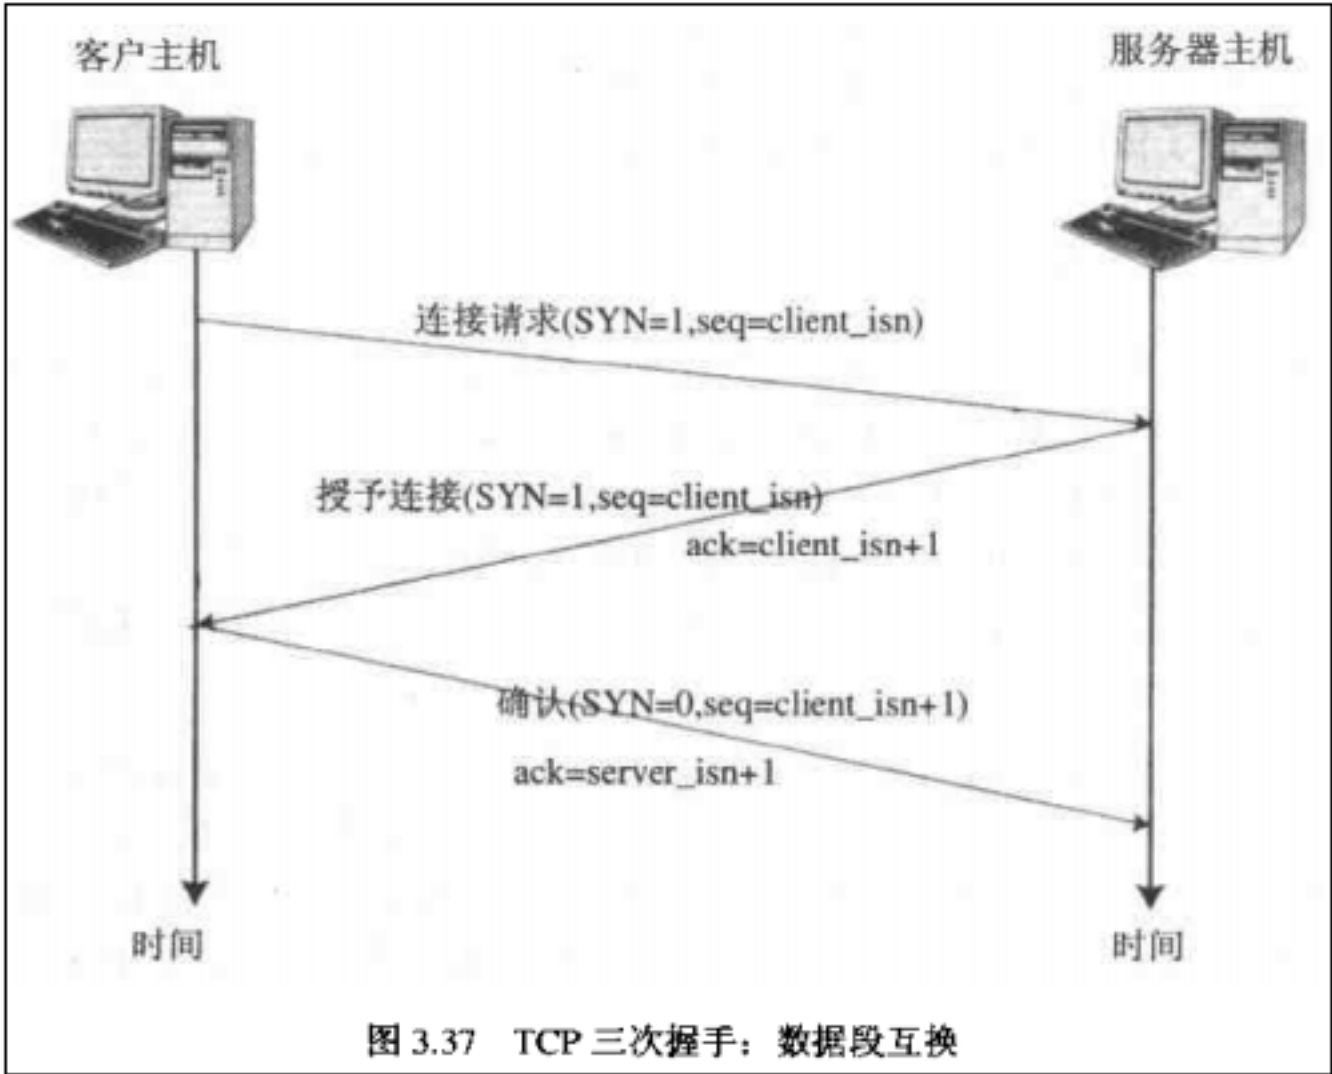 客户主机
服务器主机
连接请求(SYN=1,seq=client_isn)
授予连接(SYN=1,seq=client_isn)
ack=client_isn+1
确认(SYN=0,seq=client_isn+1)
ack=server_isn+1
时间
时间
图 3.37 TCP 三次握手：数据段互换